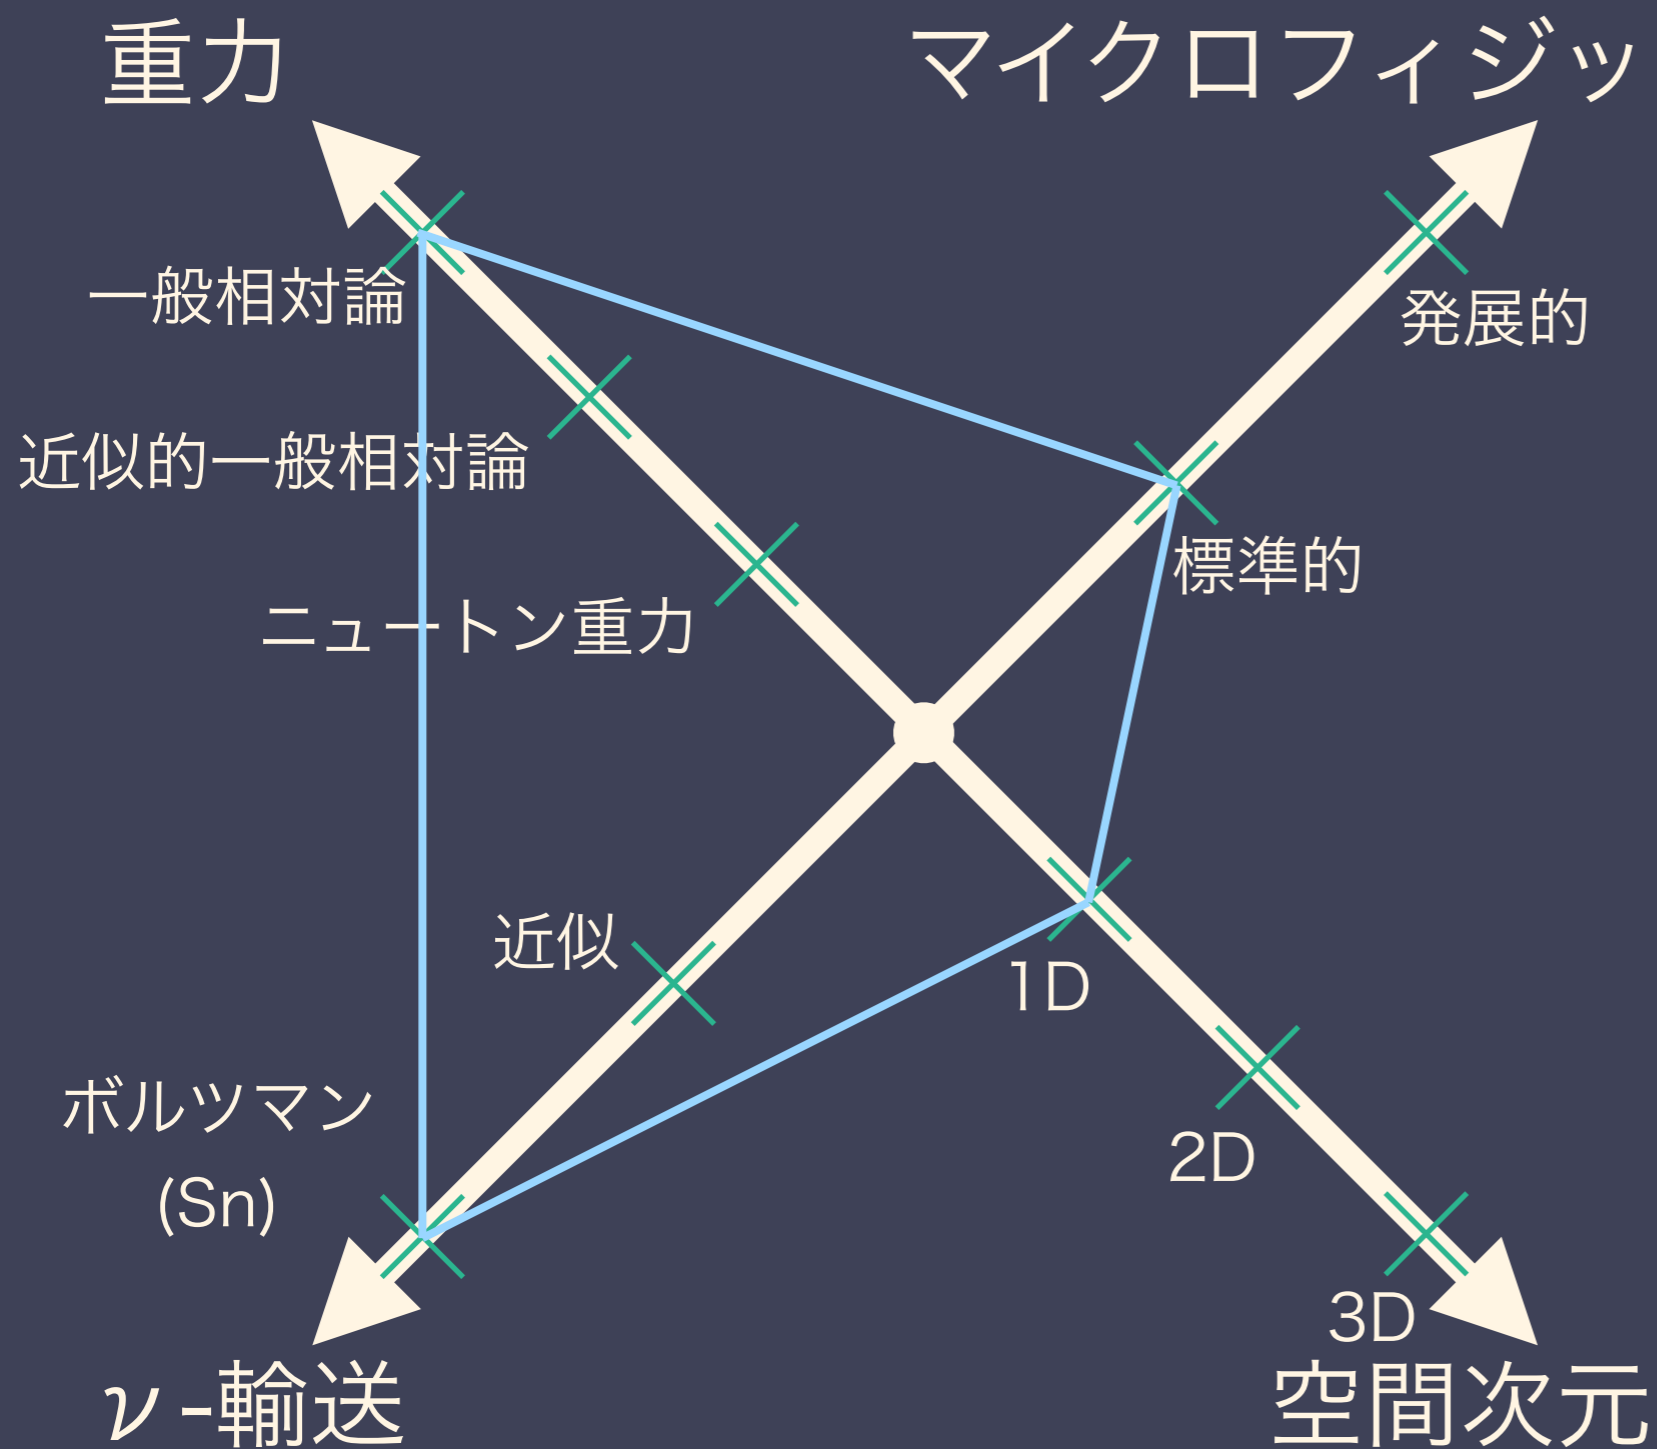 重力
マイクロフィジッ
一般相対論
発展的
近似的一般相対論
標準的
ニュートン重力
近似
1D
ボルツマン
(Sn)
2D
3D
ν-輸送
空間次元